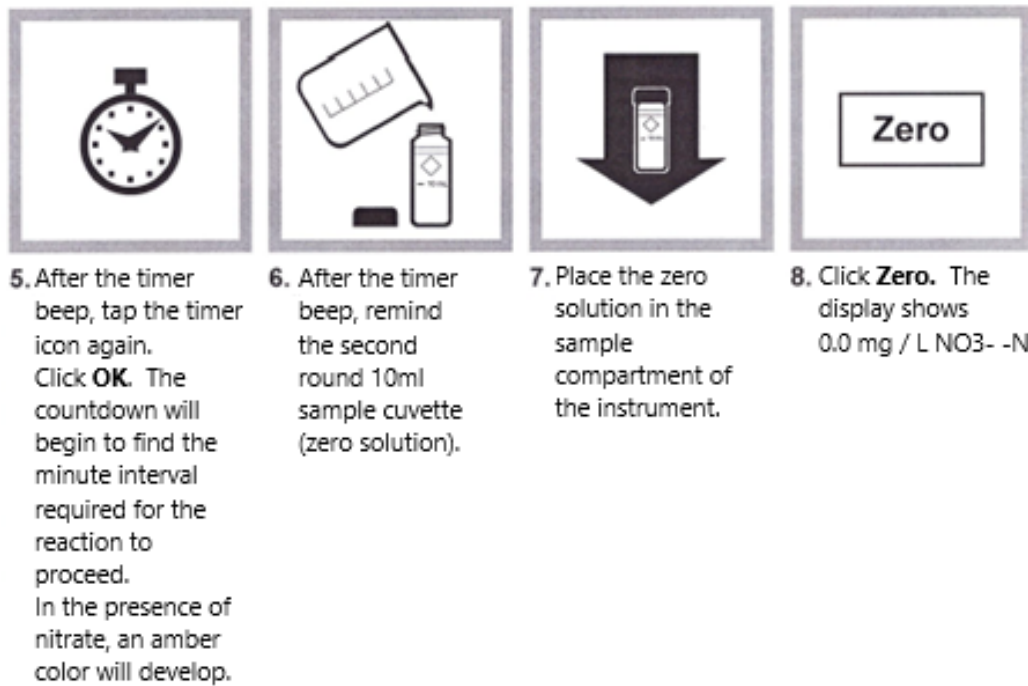 Zero
5. After the timer
beep, tap the timer
icon again.
Click OK. The
countdown will
begin to find the
minute interval
required for the
reaction to
proceed.
In the presence of
nitrate, an amber
color will develop.
6. After the timer
beep, remind
the second
round 10ml
sample cuvette
(zero solution).
7. Place the zero
solution in the
sample
compartment of
the instrument.
8. Click Zero. The
display shows
0.0 mg / L NO3- -N